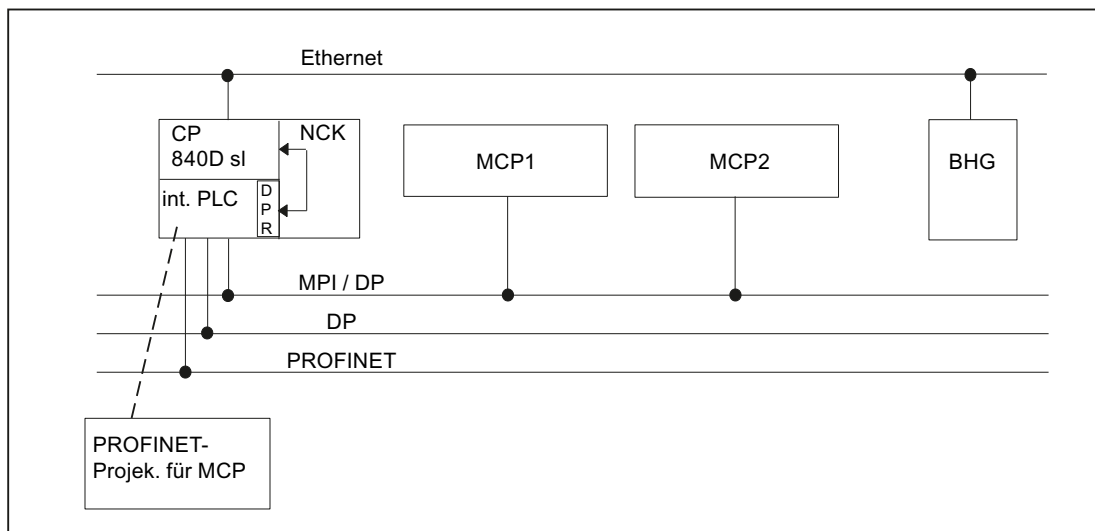 Ethernet
CP
840D sl
NCK
int. PLC
D
P
R
MCP1
MCP2
BHG
MPI / DP
DP
PROFINET
PROFINET-
Projek. für MCP